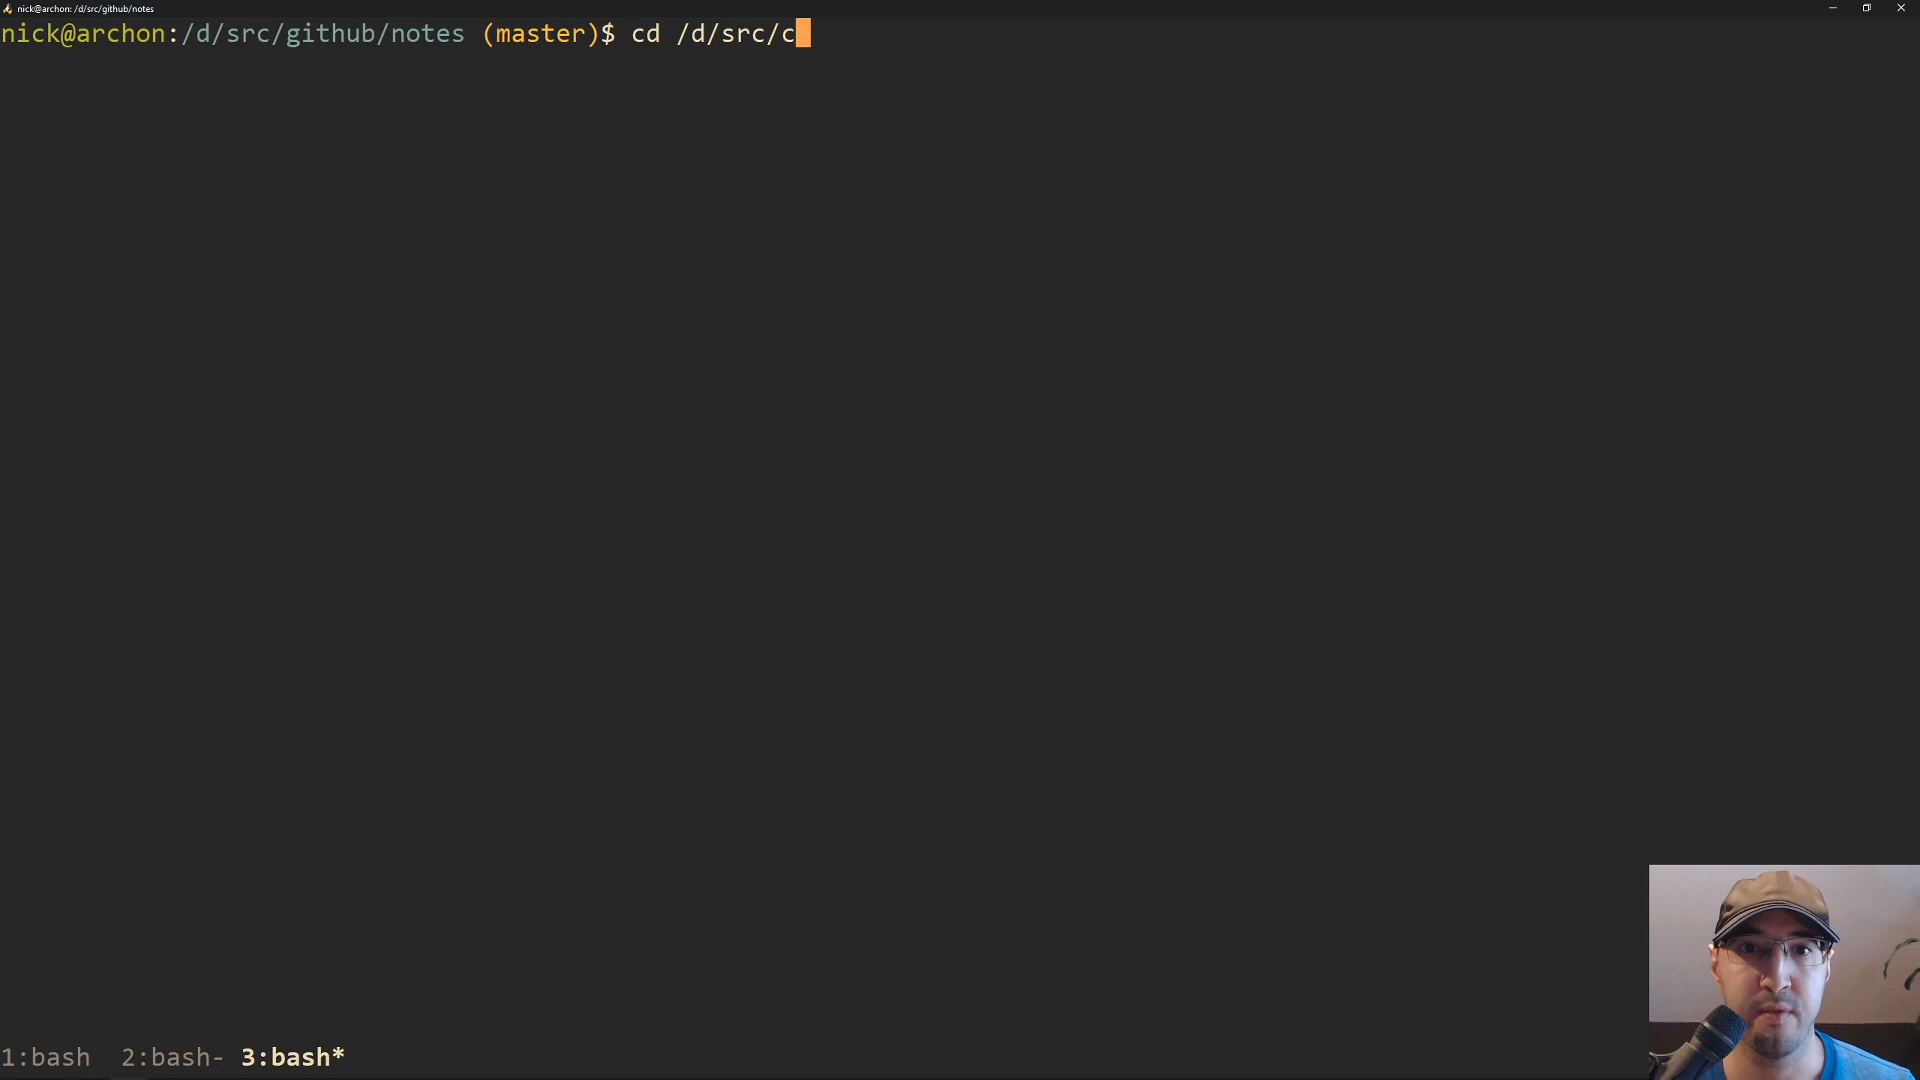 nick@archon: /d/src/github/notes
nick@archon:/d/src/github/notes (master)$ cd /d/src/c
1:bash  2:bash- 3:bash*